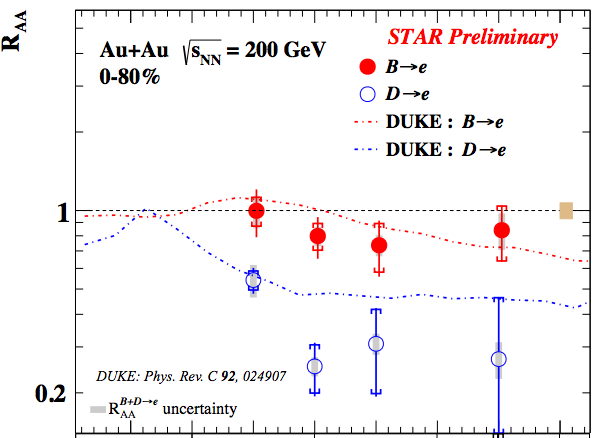 R_AA
Au+Au √s_NN = 200 GeV
0-80%
STAR Preliminary
B→e
D→e
DUKE : B→e
DUKE : D→e
1
0.2
DUKE: Phys. Rev. C 92, 024907
R_AA^B+D→e uncertainty